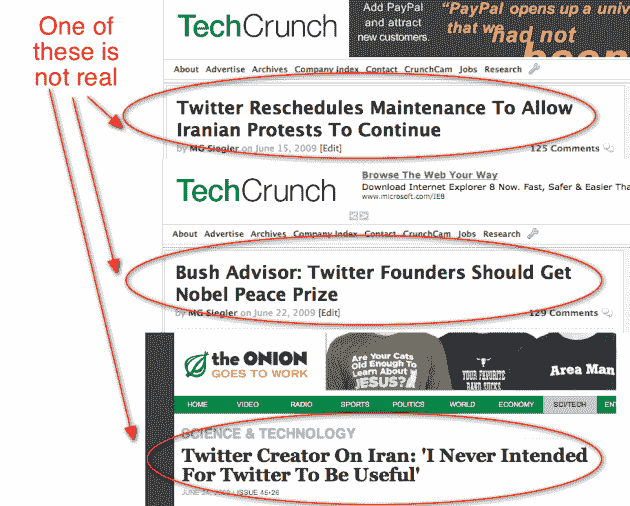 One of
these is
not real
TechCrunch
Add PayPal
and attract
new customers.
"PayPal opens up a univ
that we
had not
been
About Advertise Archives Company Index Contact CrunchCam Jobs Research
Twitter Reschedules Maintenance To Allow
Iranian Protests To Continue
by MG Siegler on June 15, 2009 [Edit]
125 Comments
TechCrunch
Browse The Web Your Way
Download Internet Explorer 8 Now. Fast, Safer & Easier Tha
www.microsoft.com/IE8
About Advertise Archives Company Index Contact CrunchCam Jobs Research
Bush Advisor: Twitter Founders Should Get
Nobel Peace Prize
by MG Siegler on June 22, 2009 [Edit]
129 Comments
the ONION
GOES TO WORK
Are Your Cats
Old Enough To
Learn About
JESUS?
YOUR FAVORITE
BAND SUCKS
Area Man
HOME VIDEO RADIO SPORTS POLITICS WORLD ECONOMY SCI/TECH ENT
SCIENCE & TECHNOLOGY
Twitter Creator On Iran: 'I Never Intended
For Twitter To Be Useful'
JUNE 24, 2009 | ISSUE 45•26